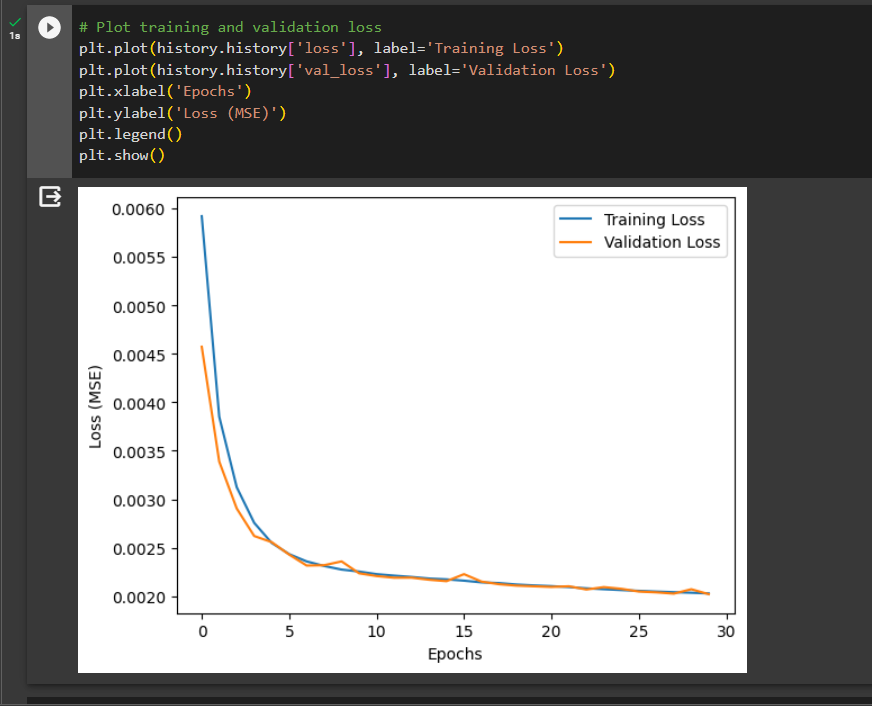 # Plot training and validation loss
plt.plot(history.history['loss'], label='Training Loss')
plt.plot(history.history['val_loss'], label='Validation Loss')
plt.xlabel('Epochs')
plt.ylabel('Loss (MSE)')
plt.legend()
plt.show()
1s
Training Loss
Validation Loss
0.0060
0.0055
0.0050
0.0045
0.0040
0.0035
0.0030
0.0025
0.0020
Loss (MSE)
0 5 10 15 20 25 30
Epochs